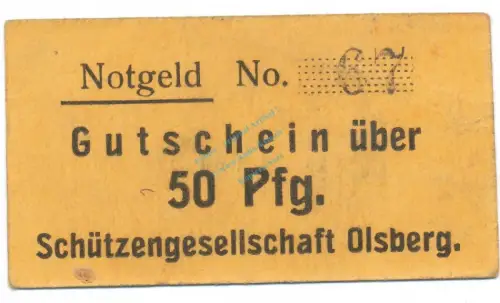 Notgeld No. 67
Gutschein über
50 Pfg.
Schützengesellschaft Olsberg.